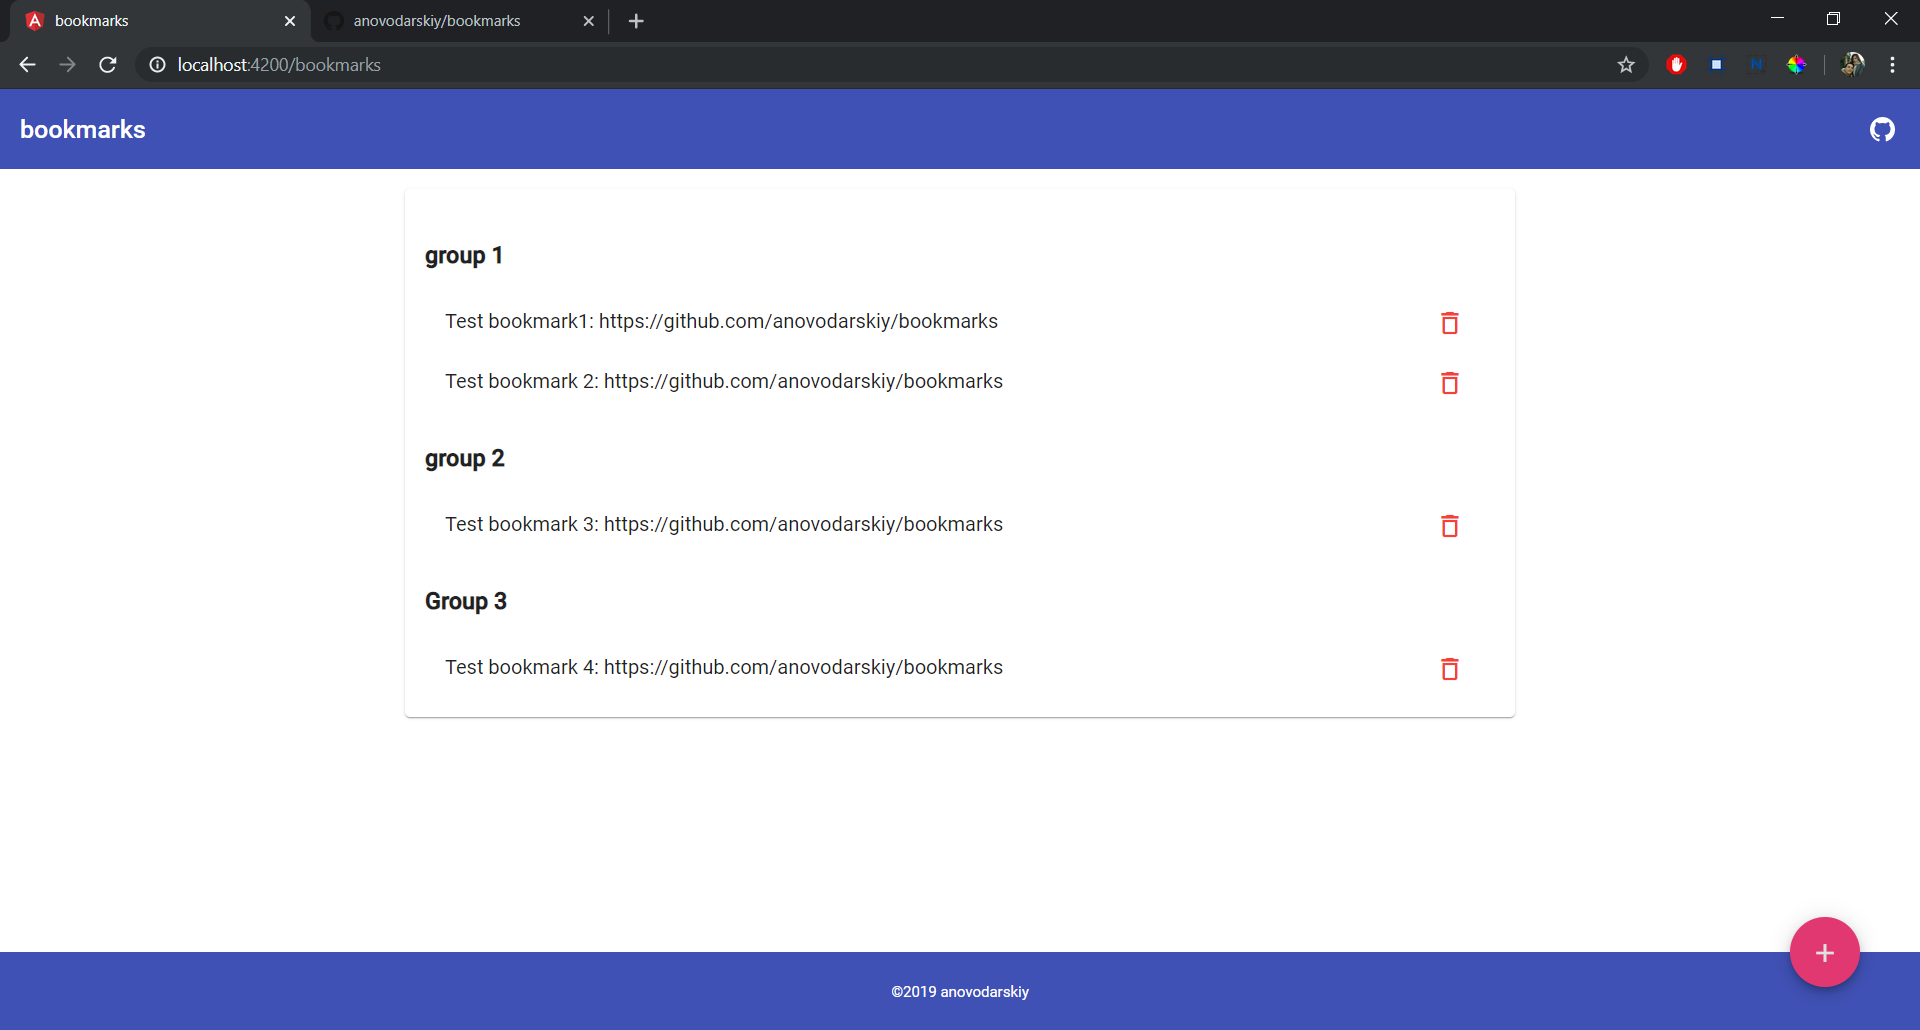 bookmarks
anovodarskiy/bookmarks
localhost:4200/bookmarks
bookmarks
group 1
Test bookmark1: https://github.com/anovodarskiy/bookmarks
Test bookmark 2: https://github.com/anovodarskiy/bookmarks
group 2
Test bookmark 3: https://github.com/anovodarskiy/bookmarks
Group 3
Test bookmark 4: https://github.com/anovodarskiy/bookmarks
©2019 anovodarskiy